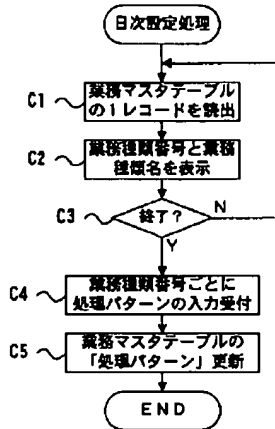 日次設定処理
C1
業務マスタテーブル
の1レコードを読出
C2
業務種類番号と業務
種類名を表示
C3
終了?
N
Y
C4
業務種類番号ごとに
処理パターンの入力受付
C5
業務マスタテーブルの
「処理パターン」更新
END